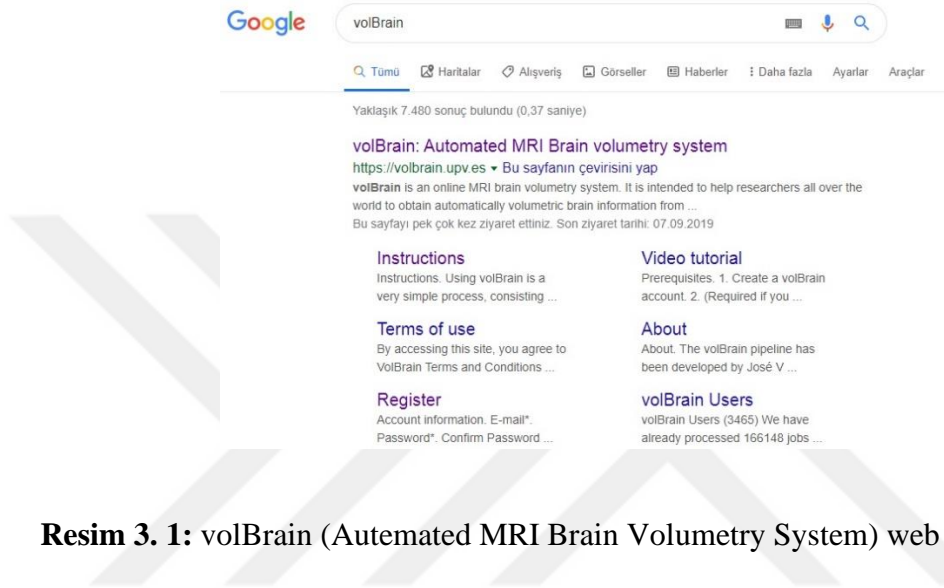 Google
volBrain
Tümü Haritalar Alışveriş Görseller Haberler Daha fazla Ayarlar Araçlar
Yaklaşık 7.480 sonuç bulundu (0,37 saniye)
volBrain: Automated MRI Brain volumetry system
https://volbrain.upv.es ▾ Bu sayfanın çevirisini yap
volBrain is an online MRI brain volumetry system. It is intended to help researchers all over the
world to obtain automatically volumetric brain information from ...
Bu sayfayı pek çok kez ziyaret ettiniz. Son ziyaret tarihi: 07.09.2019
Instructions
Instructions. Using volBrain is a
very simple process, consisting ...
Video tutorial
Prerequisites. 1. Create a volBrain
account. 2. (Required if you ...
Terms of use
By accessing this site, you agree to
VolBrain Terms and Conditions ...
About
About. The volBrain pipeline has
been developed by José V ...
Register
Account information. E-mail*.
Password*. Confirm Password ...
volBrain Users
volBrain Users (3465) We have
already processed 166148 jobs ...
Resim 3. 1: volBrain (Autemated MRI Brain Volumetry System) web